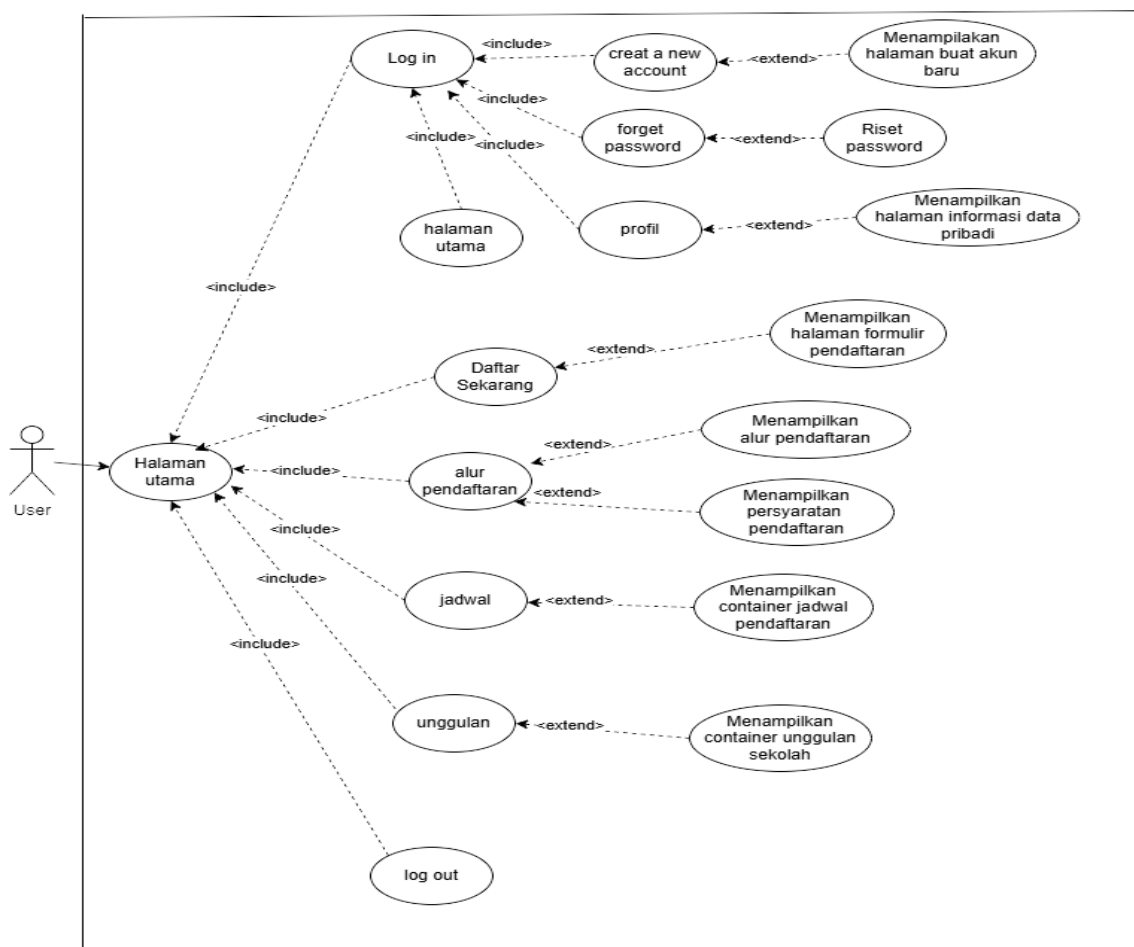 Log in
<include>
creat a new
account
<extend>
Menampilakan
halaman buat akun
baru
<include>
forget
password
<extend>
Riset
password
<include>
<include>
halaman
utama
profil
<extend>
Menampilkan
halaman informasi data
pribadi
<include>
Daftar
Sekarang
<extend>
Menampilkan
halaman formulir
pendaftaran
<include>
User
Halaman
utama
<include>
alur
pendaftaran
<extend>
Menampilkan
alur pendaftaran
<extend>
Menampilkan
persyaratan
pendaftaran
<include>
jadwal
<extend>
Menampilkan
container jadwal
pendaftaran
<include>
unggulan
<extend>
Menampilkan
container unggulan
sekolah
<include>
log out